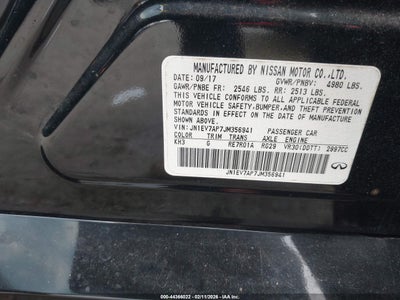 MANUFACTURED BY NISSAN MOTOR CO.,LTD.
DATE: 09/17 GVWR/PNBV: 4980 LBS.
GAWR/PNBE FR: 2546 LBS. RR: 2513 LBS.
THIS VEHICLE CONFORMS TO ALL APPLICABLE FEDERAL
MOTOR VEHICLE SAFETY,BUMPER,AND THEFT PREVENTION
STANDARDS IN EFFECT ON THE DATE OF MANUFACTURE
SHOWN ABOVE.
VIN: JN1EV7AP7JM356941 PASSENGER CAR
COLOR TRIM TRANS AXLE ENGINE
KH3 G RE7R01A RG29 VR30(DDTT) 2997CC
JN1EV7AP7JM356941
INFINITI
000-44366022 - 02/11/2026 - IAAI